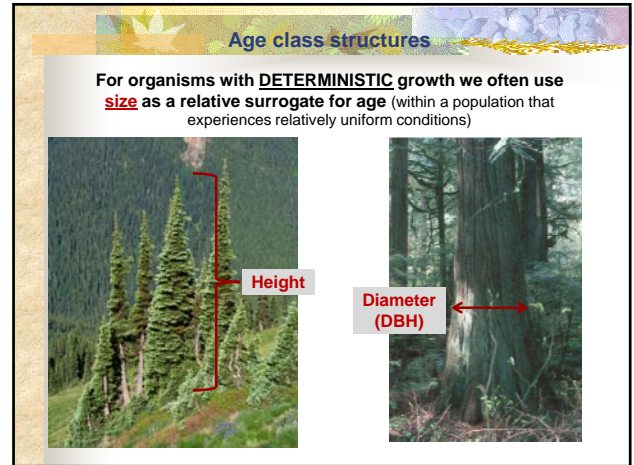 Age class structures
For organisms with DETERMINISTIC growth we often use
size as a relative surrogate for age (within a population that
experiences relatively uniform conditions)
Height
Diameter
(DBH)